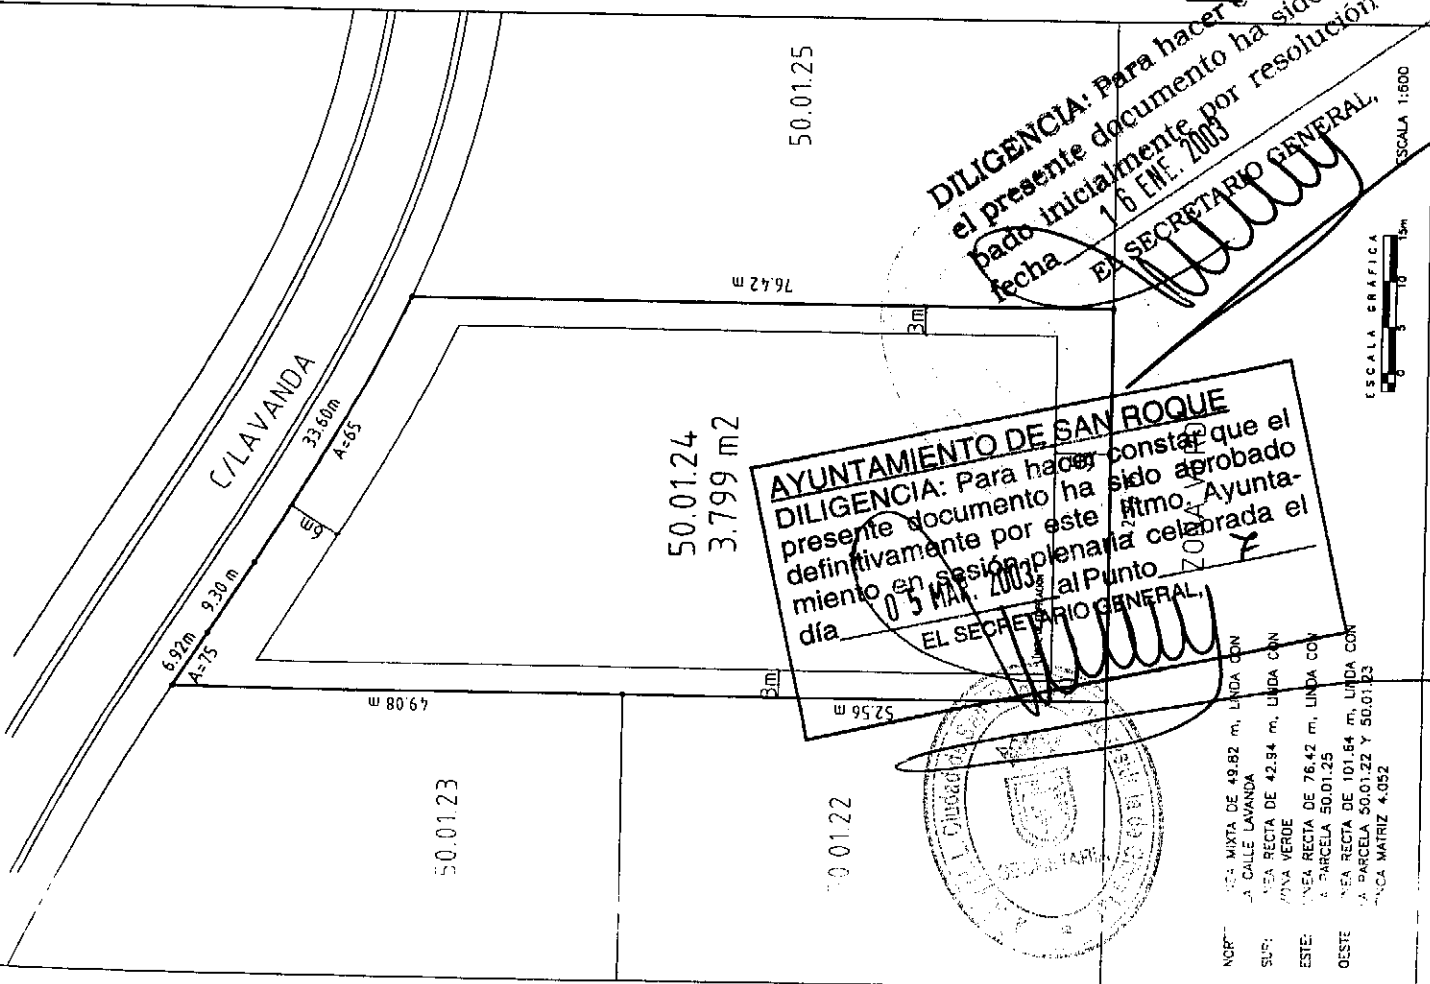 C/LAVANDA
50.01.25
50.01.24
3.799 m2
50.01.23
01.22
6.92m
A=75
9.30 m
33.60m
A=65
6m
76.42 m
3m
49.08 m
3m
52.56 m
DILIGENCIA: Para hacer
el presente documento ha sido
bado inicialmente por resolución
fecha 16 ENE. 2003
EL SECRETARIO GENERAL,
AYUNTAMIENTO DE SAN ROQUE
DILIGENCIA: Para hacer constar que el
presente documento ha sido aprobado
definitivamente por este Iltmo. Ayunta-
miento en sesión plenaria celebrada el
día 05 MAR. 2003 al Punto 7
EL SECRETARIO GENERAL,
ESCALA GRAFICA
0 5 10 15m
ESCALA 1:600
MIXTA DE 49.82 m, LINDA CON
CALLE LAVANDA
RECTA DE 42.94 m, LINDA CON
VERDE
ESTE: RECTA DE 76.42 m, LINDA CON
PARCELA 50.01.25
OESTE RECTA DE 101.64 m, LINDA CON
PARCELA 50.01.22 Y 50.01.23
MATRIZ 4.052